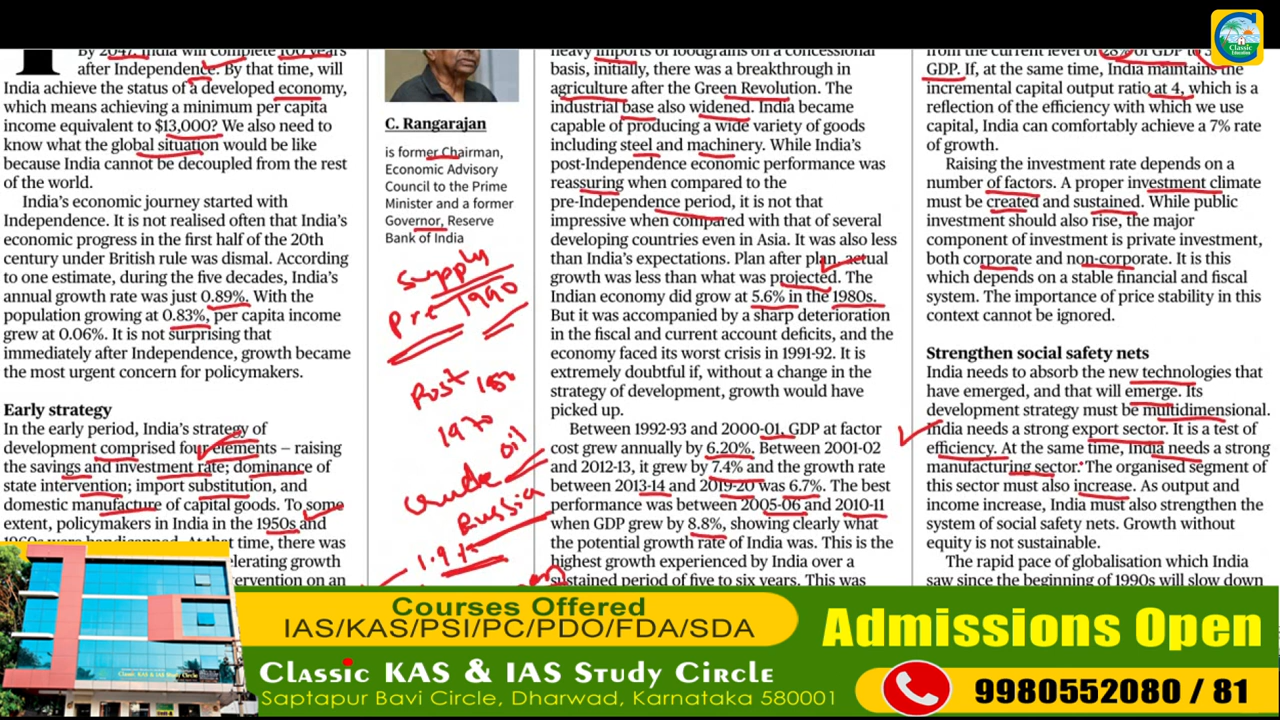 By 2047, India will complete 100 years
after Independence. By that time, will
India achieve the status of a developed economy,
which means achieving a minimum per capita
income equivalent to $13,000? We also need to
know what the global situation would be like
because India cannot be decoupled from the rest
of the world.
India's economic journey started with
Independence. It is not realised often that India's
economic progress in the first half of the 20th
century under British rule was dismal. According
to one estimate, during the five decades, India's
annual growth rate was just 0.89%. With the
population growing at 0.83%, per capita income
grew at 0.06%. It is not surprising that
immediately after Independence, growth became
the most urgent concern for policymakers.
Early strategy
In the early period, India's strategy of
development comprised four elements — raising
the savings and investment rate; dominance of
state intervention; import substitution, and
domestic manufacture of capital goods. To some
extent, policymakers in India in the 1950s and
1960s were handicapped. At that time, there was
elerating growth
ervention on an
C. Rangarajan
is former Chairman,
Economic Advisory
Council to the Prime
Minister and a former
Governor, Reserve
Bank of India
Supply
Pre 1990
Post
1970
crude oil
Russia
heavy imports of foodgrains on a concessional
basis, initially, there was a breakthrough in
agriculture after the Green Revolution. The
industrial base also widened. India became
capable of producing a wide variety of goods
including steel and machinery. While India's
post-Independence economic performance was
reassuring when compared to the
pre-Independence period, it is not that
impressive when compared with that of several
developing countries even in Asia. It was also less
than India's expectations. Plan after plan, actual
growth was less than what was projected. The
Indian economy did grow at 5.6% in the 1980s.
But it was accompanied by a sharp deterioration
in the fiscal and current account deficits, and the
economy faced its worst crisis in 1991-92. It is
extremely doubtful if, without a change in the
strategy of development, growth would have
picked up.
Between 1992-93 and 2000-01, GDP at factor
cost grew annually by 6.20%. Between 2001-02
and 2012-13, it grew by 7.4% and the growth rate
between 2013-14 and 2019-20 was 6.7%. The best
performance was between 2005-06 and 2010-11
when GDP grew by 8.8%, showing clearly what
the potential growth rate of India was. This is the
highest growth experienced by India over a
sustained period of five to six years. This was
from the current level of 28% of GDP to
GDP. If, at the same time, India maintains the
incremental capital output ratio at 4, which is a
reflection of the efficiency with which we use
capital, India can comfortably achieve a 7% rate
of growth.
Raising the investment rate depends on a
number of factors. A proper investment climate
must be created and sustained. While public
investment should also rise, the major
component of investment is private investment,
both corporate and non-corporate. It is this
which depends on a stable financial and fiscal
system. The importance of price stability in this
context cannot be ignored.
Strengthen social safety nets
India needs to absorb the new technologies that
have emerged, and that will emerge. Its
development strategy must be multidimensional.
India needs a strong export sector. It is a test of
efficiency. At the same time, India needs a strong
manufacturing sector. The organised segment of
this sector must also increase. As output and
income increase, India must also strengthen the
system of social safety nets. Growth without
equity is not sustainable.
The rapid pace of globalisation which India
saw since the beginning of 1990s will slow down
Classic
Education
Courses Offered
IAS/KAS/PSI/PC/PDO/FDA/SDA
Classic KAS & IAS Study Circle
Saptapur Bavi Circle, Dharwad, Karnataka 580001
Admissions Open
9980552080 / 81